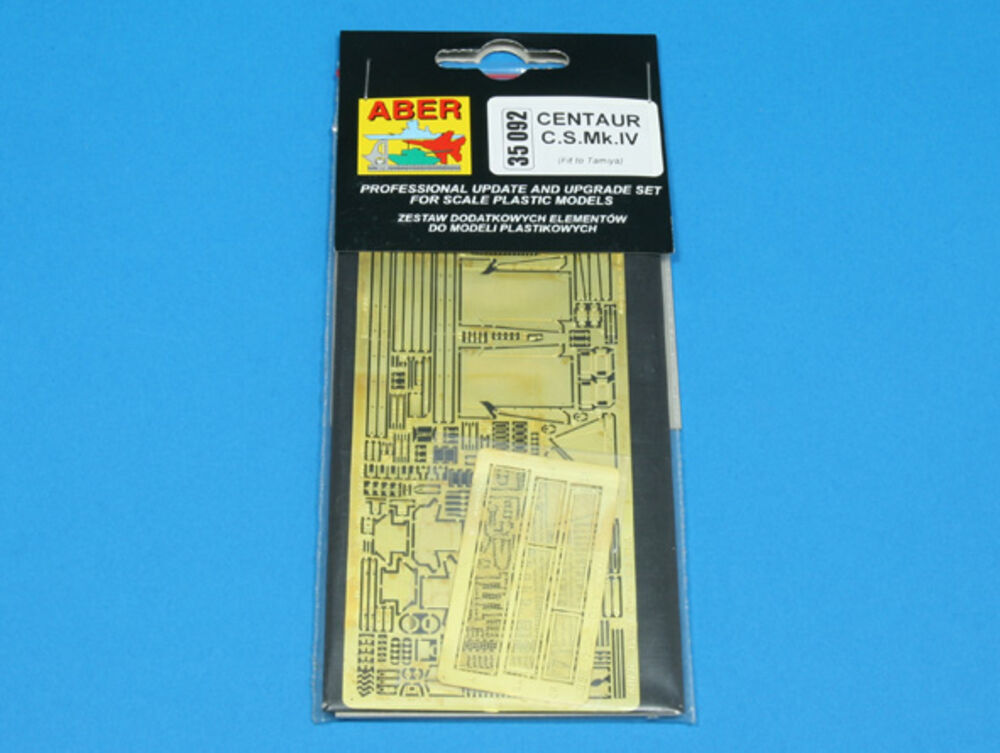 ABER
35 092
CENTAUR
C.S.Mk.IV
(Fit to Tamiya)
PROFESSIONAL UPDATE AND UPGRADE SET
FOR SCALE PLASTIC MODELS
ZESTAW DODATKOWYCH ELEMENTÓW
DO MODELI PLASTIKOWYCH